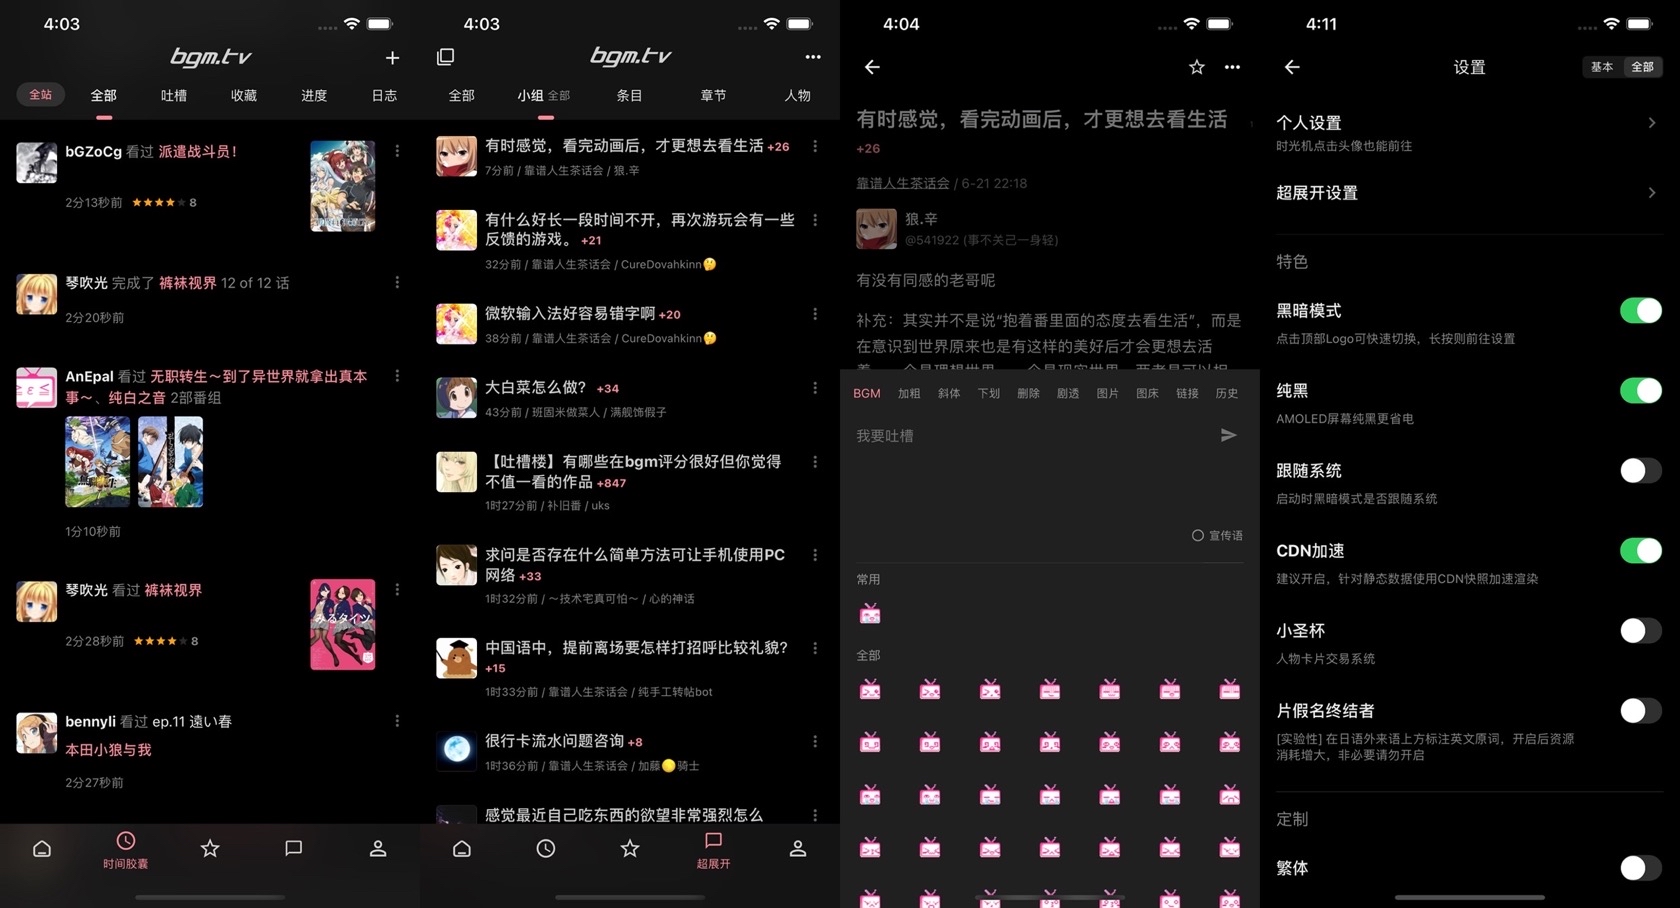 4:03
bgm.tv
全站 全部 吐槽 收藏 进度 日志
bGZoCg 看过 派遣战斗员！
2分13秒前 8
琴吹光 完成了 裤袜视界 12 of 12 话
2分20秒前
AnEpal 看过 无职转生～到了异世界就拿出真本
事～、纯白之音 2部番组
1分10秒前
琴吹光 看过 裤袜视界
みるタイツ
2分28秒前 8
bennyli 看过 ep.11 遠い春
本田小狼与我
2分27秒前
时间胶囊
4:03
bgm.tv
全部 小组 全部 条目 章节 人物
有时感觉，看完动画后，才更想去看生活 +26
7分前 / 靠谱人生茶话会 / 狼.辛
有什么好长一段时间不开，再次游玩会有一些
反馈的游戏。 +21
32分前 / 靠谱人生茶话会 / CureDovahkinn🤔
微软输入法好容易错字啊 +20
38分前 / 靠谱人生茶话会 / CureDovahkinn🤔
大白菜怎么做？ +34
43分前 / 班固米做菜人 / 满舰饰假子
【吐槽楼】有哪些在bgm评分很好但你觉得
不值一看的作品 +847
1时27分前 / 补旧番 / uks
求问是否存在什么简单方法可让手机使用PC
网络 +33
1时32分前 / ～技术宅真可怕～ / 心的神话
中国语中，提前离场要怎样打招呼比较礼貌？
+15
1时33分前 / 靠谱人生茶话会 / 纯手工转帖bot
很行卡流水问题咨询 +8
1时36分前 / 靠谱人生茶话会 / 加藤🟡骑士
感觉最近自己吃东西的欲望非常强烈怎么
超展开
4:04
有时感觉，看完动画后，才更想去看生活
+26
靠谱人生茶话会 / 6-21 22:18
狼.辛
@541922 (事不关己一身轻)
有没有同感的老哥呢
补充：其实并不是说“抱着番里面的态度去看生活”，而是
在意识到世界原来也是有这样的美好后才会更想去活
BGM 加粗 斜体 下划 删除 剧透 图片 图床 链接 历史
我要吐槽
宣传语
常用
全部
4:11
设置
基本 全部
个人设置
时光机点击头像也能前往
超展开设置
特色
黑暗模式
点击顶部Logo可快速切换，长按则前往设置
纯黑
AMOLED屏幕纯黑更省电
跟随系统
启动时黑暗模式是否跟随系统
CDN加速
建议开启，针对静态数据使用CDN快照加速渲染
小圣杯
人物卡片交易系统
片假名终结者
[实验性] 在日语外来语上方标注英文原词，开启后资源
消耗增大，非必要请勿开启
定制
繁体